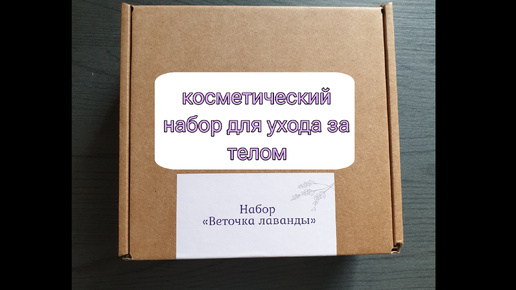 косметический
набор для ухода за
телом
Набор
«Веточка лаванды»